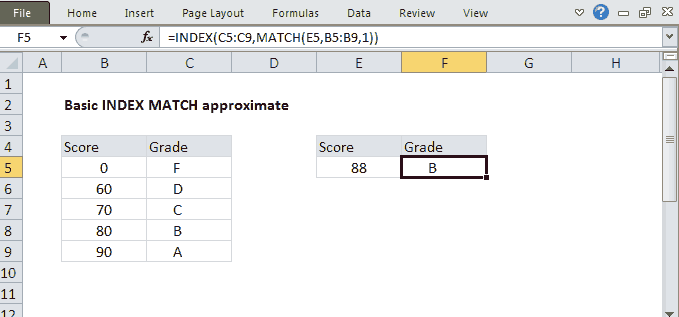 File Home Insert Page Layout Formulas Data Review View
F5 fx =INDEX(C5:C9,MATCH(E5,B5:B9,1))
A B C D E F G H
1
2 Basic INDEX MATCH approximate
3
4 Score Grade Score Grade
5 0 F 88 B
6 60 D
7 70 C
8 80 B
9 90 A
10
11
12